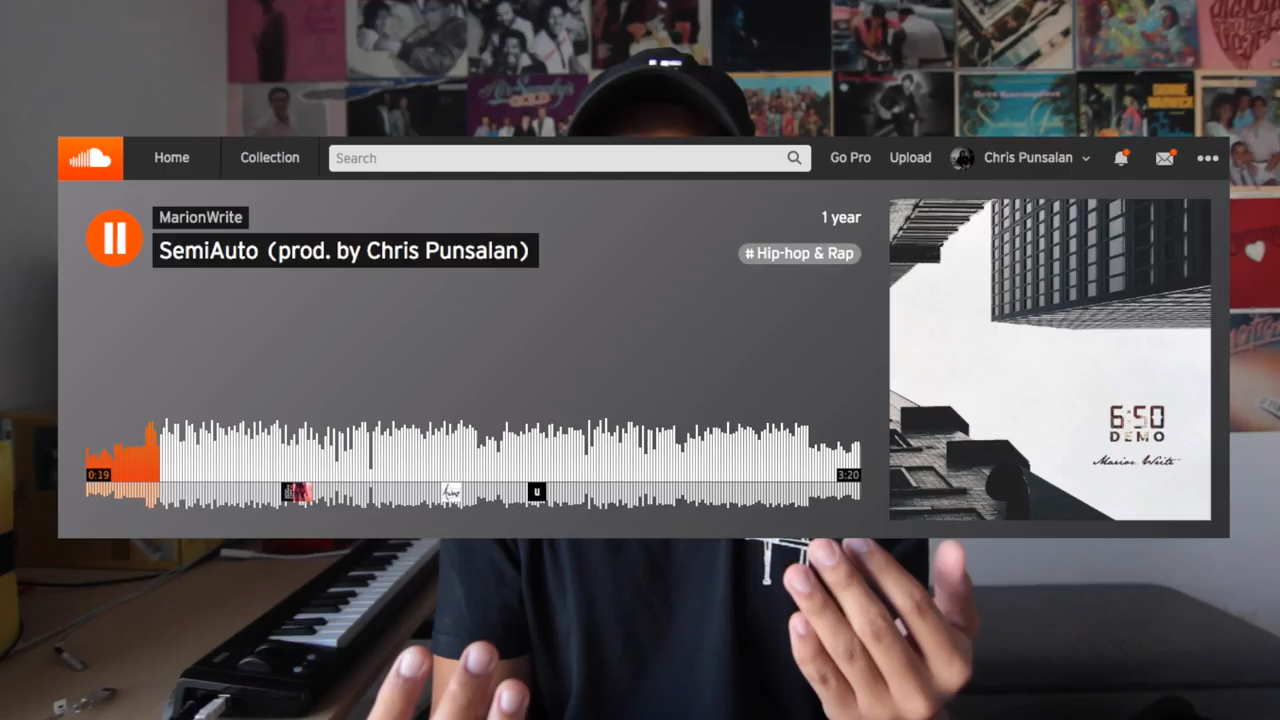 Home
Collection
Search
Go Pro
Upload
Chris Punsalan
MarionWrite
1 year
SemiAuto (prod. by Chris Punsalan)
# Hip-hop & Rap
6:50
DEMO
Marion Write
0:19
3:20
u